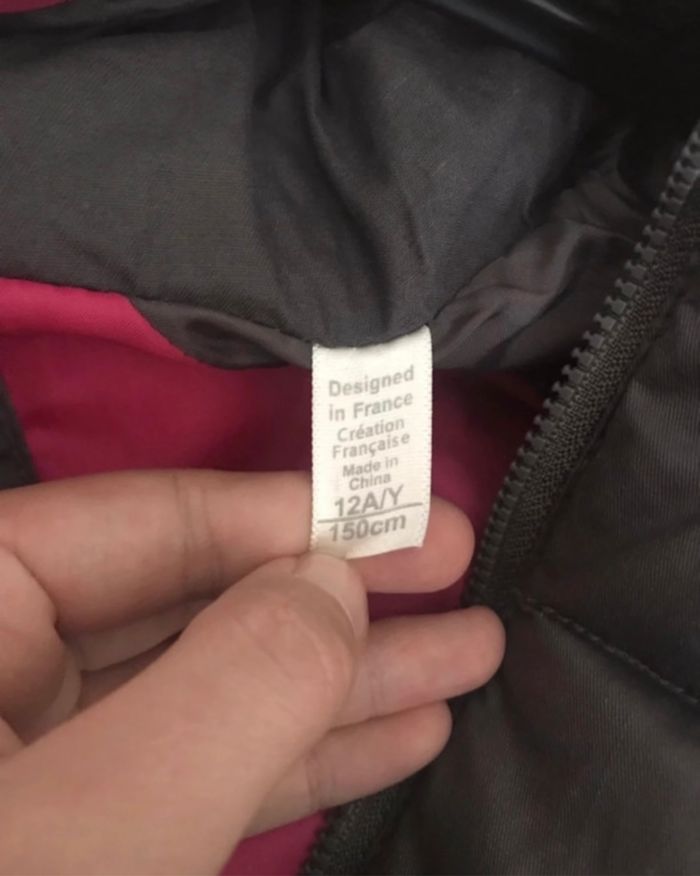 Designed
in France
Création
Française
Made in
China
12A/Y
150cm